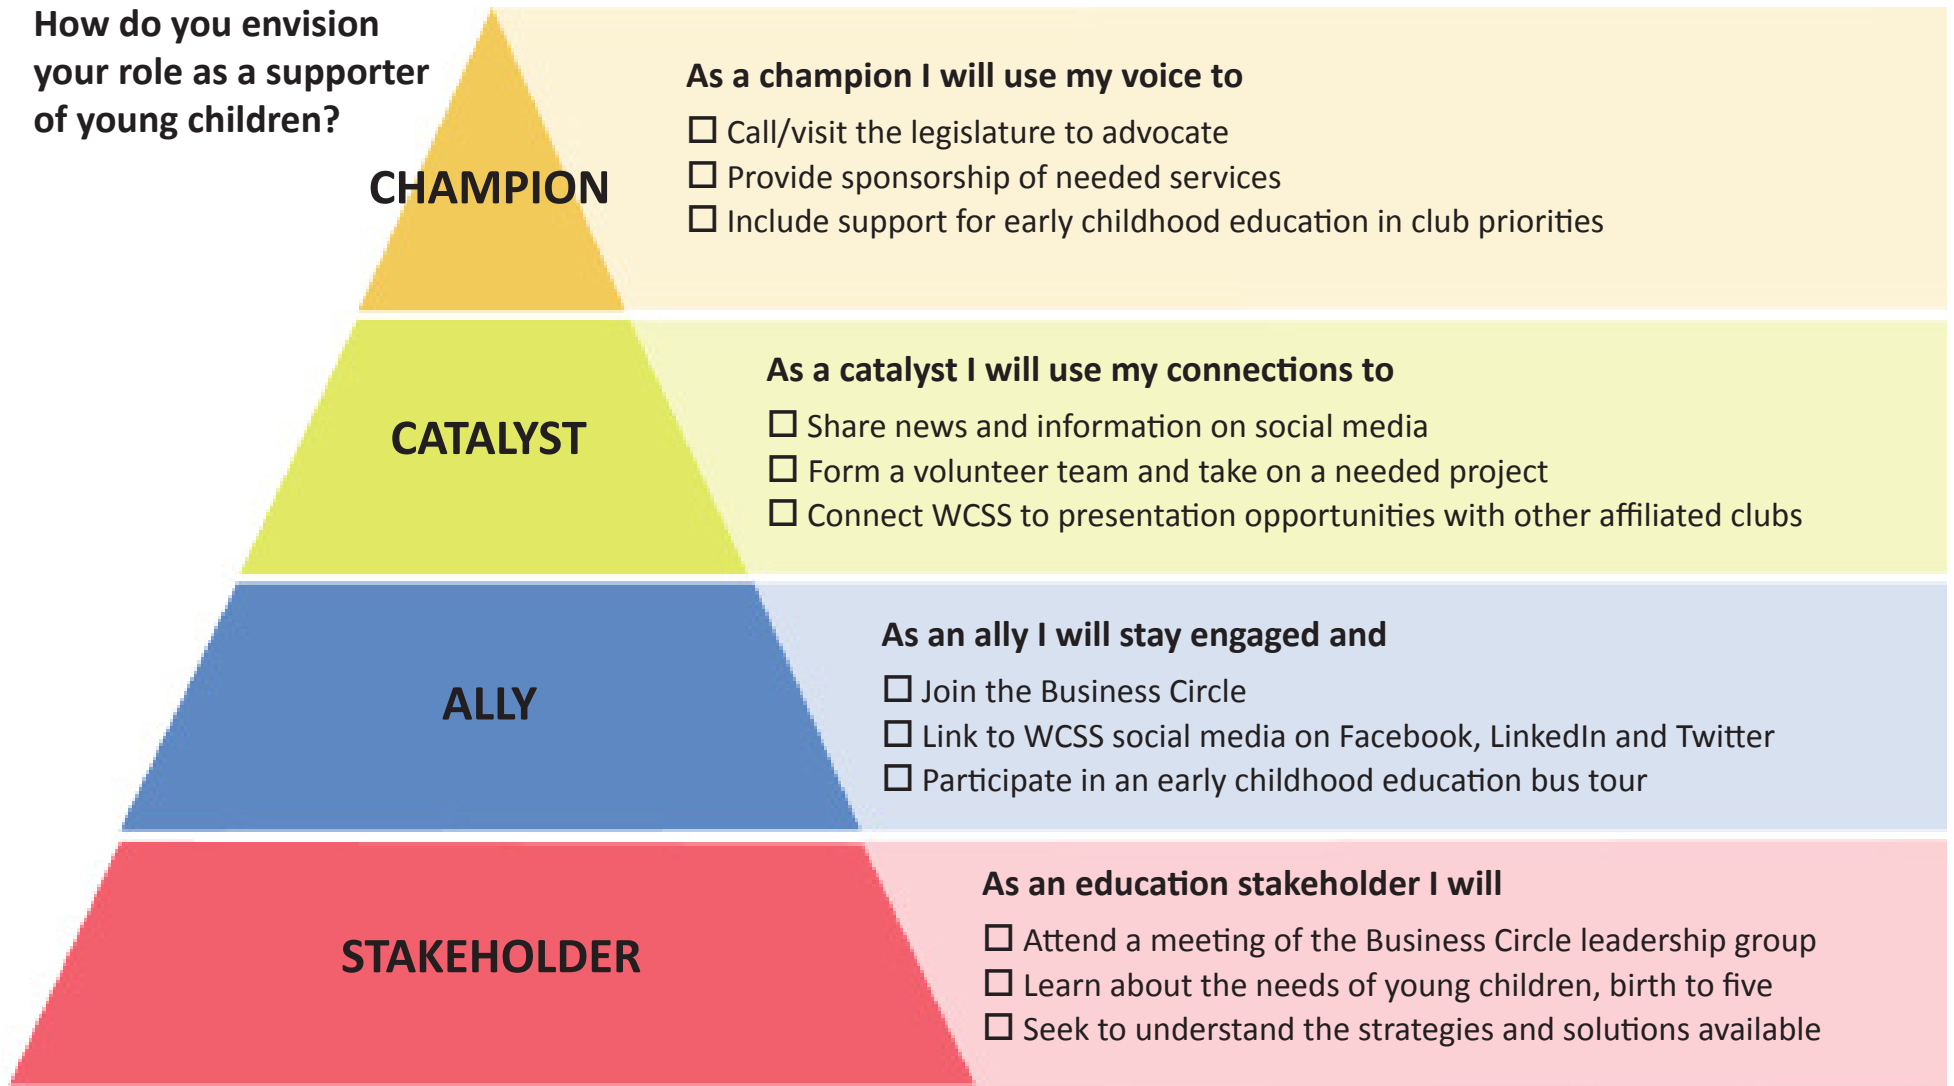 How do you envision
your role as a supporter
of young children?
CHAMPION
As a champion I will use my voice to
☐ Call/visit the legislature to advocate
☐ Provide sponsorship of needed services
☐ Include support for early childhood education in club priorities
CATALYST
As a catalyst I will use my connections to
☐ Share news and information on social media
☐ Form a volunteer team and take on a needed project
☐ Connect WCSS to presentation opportunities with other affiliated clubs
ALLY
As an ally I will stay engaged and
☐ Join the Business Circle
☐ Link to WCSS social media on Facebook, LinkedIn and Twitter
☐ Participate in an early childhood education bus tour
STAKEHOLDER
As an education stakeholder I will
☐ Attend a meeting of the Business Circle leadership group
☐ Learn about the needs of young children, birth to five
☐ Seek to understand the strategies and solutions available